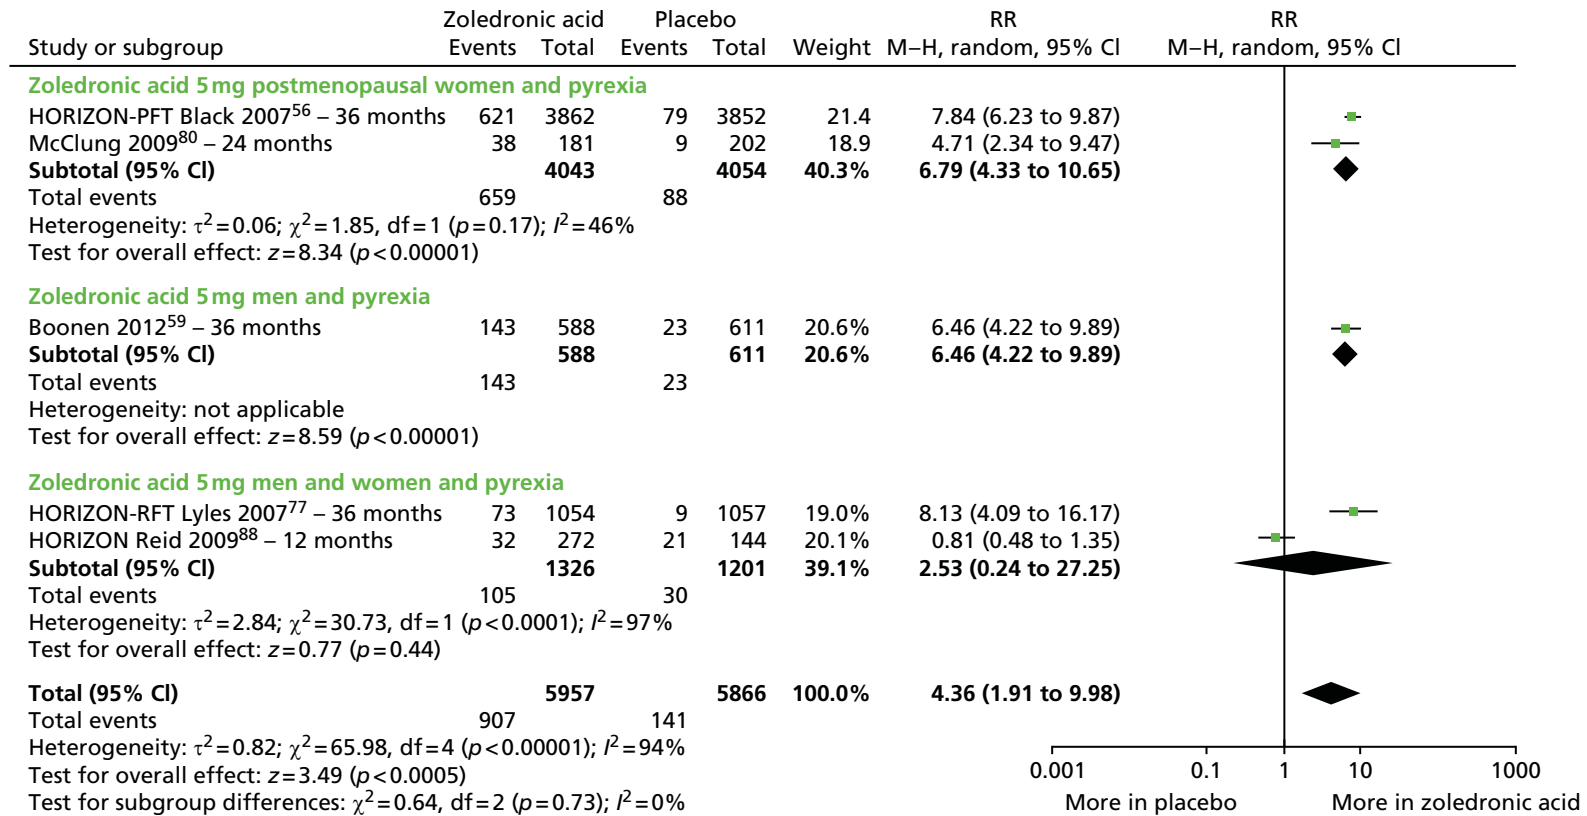 Zoledronic acid Placebo RR RR
Study or subgroup Events Total Events Total Weight M–H, random, 95% CI M–H, random, 95% CI
Zoledronic acid 5 mg postmenopausal women and pyrexia
HORIZON-PFT Black 2007⁵⁶ – 36 months 621 3862 79 3852 21.4 7.84 (6.23 to 9.87)
McClung 2009⁸⁰ – 24 months 38 181 9 202 18.9 4.71 (2.34 to 9.47)
Subtotal (95% CI) 4043 4054 40.3% 6.79 (4.33 to 10.65)
Total events 659 88
Heterogeneity: τ²=0.06; χ²=1.85, df=1 (p=0.17); I²=46%
Test for overall effect: z=8.34 (p<0.00001)
Zoledronic acid 5 mg men and pyrexia
Boonen 2012⁵⁹ – 36 months 143 588 23 611 20.6% 6.46 (4.22 to 9.89)
Subtotal (95% CI) 588 611 20.6% 6.46 (4.22 to 9.89)
Total events 143 23
Heterogeneity: not applicable
Test for overall effect: z=8.59 (p<0.00001)
Zoledronic acid 5 mg men and women and pyrexia
HORIZON-RFT Lyles 2007⁷⁷ – 36 months 73 1054 9 1057 19.0% 8.13 (4.09 to 16.17)
HORIZON Reid 2009⁸⁸ – 12 months 32 272 21 144 20.1% 0.81 (0.48 to 1.35)
Subtotal (95% CI) 1326 1201 39.1% 2.53 (0.24 to 27.25)
Total events 105 30
Heterogeneity: τ²=2.84; χ²=30.73, df=1 (p<0.0001); I²=97%
Test for overall effect: z=0.77 (p=0.44)
Total (95% CI) 5957 5866 100.0% 4.36 (1.91 to 9.98)
Total events 907 141
Heterogeneity: τ²=0.82; χ²=65.98, df=4 (p<0.00001); I²=94%
Test for overall effect: z=3.49 (p<0.0005)
Test for subgroup differences: χ²=0.64, df=2 (p=0.73); I²=0%
0.001 0.1 1 10 1000
More in placebo More in zoledronic acid